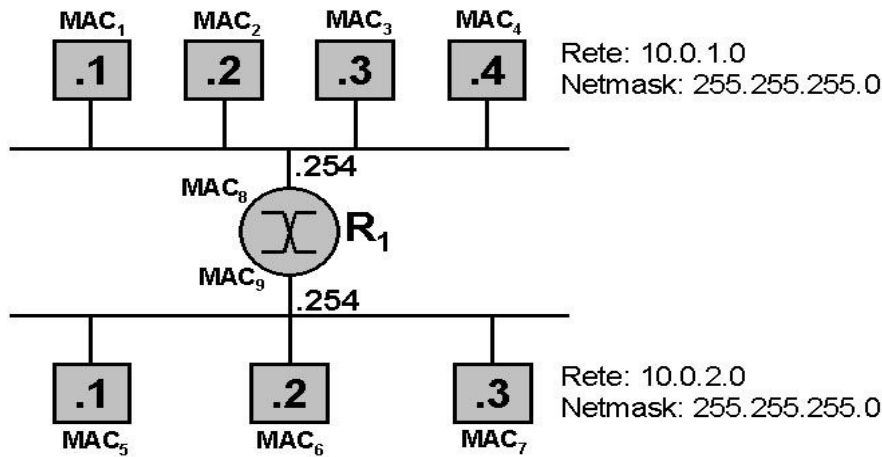 MAC₁ MAC₂ MAC₃ MAC₄
.1 .2 .3 .4
Rete: 10.0.1.0
Netmask: 255.255.255.0
.254
MAC₈
R₁
MAC₉
.254
.1 .2 .3
Rete: 10.0.2.0
Netmask: 255.255.255.0
MAC₅ MAC₆ MAC₇